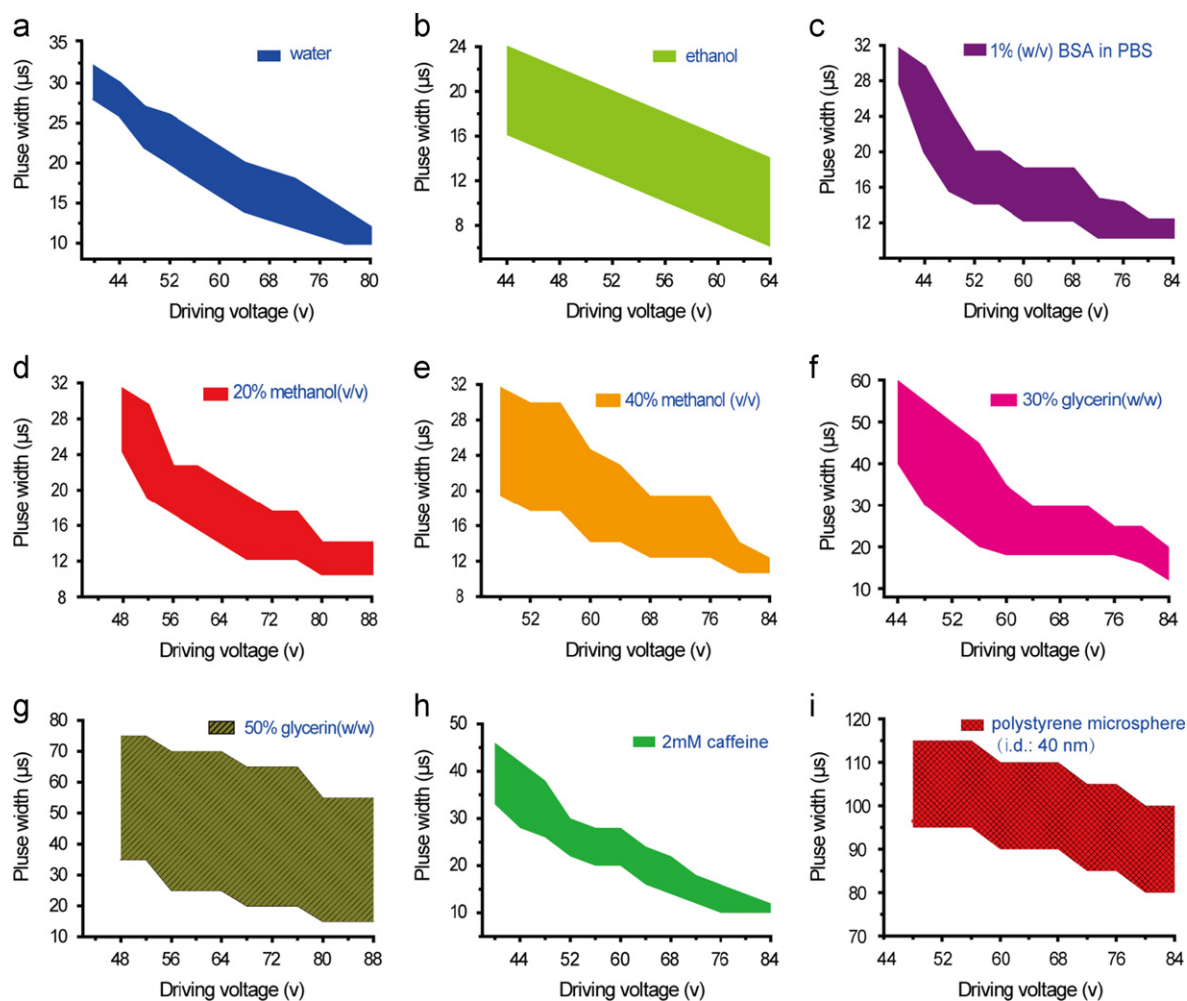 a
35
30
25
20
15
10
44 52 60 68 76 80
Pluse width (μs)
Driving voltage (v)
water
b
24
20
16
12
8
44 48 52 56 60 64
Pluse width (μs)
Driving voltage (v)
ethanol
c
32
28
24
20
16
12
44 52 60 68 76 84
Pluse width (μs)
Driving voltage (v)
1% (w/v) BSA in PBS
d
32
28
24
20
16
12
8
48 56 64 72 80 88
Pluse width (μs)
Driving voltage (v)
20% methanol(v/v)
e
32
28
24
20
16
12
8
52 60 68 76 84
Pluse width (μs)
Driving voltage (v)
40% methanol (v/v)
f
60
50
40
30
20
10
44 52 60 68 76 84
Pluse width (μs)
Driving voltage (v)
30% glycerin(w/w)
g
80
70
60
50
40
30
20
10
48 56 64 72 80 88
Pluse width (μs)
Driving voltage (v)
50% glycerin(w/w)
h
50
40
30
20
10
44 52 60 68 76 84
Pluse width (μs)
Driving voltage (v)
2mM caffeine
i
120
110
100
90
80
70
44 52 60 68 76 84
Pluse width (μs)
Driving voltage (v)
polystyrene microsphere
(i.d.: 40 nm)